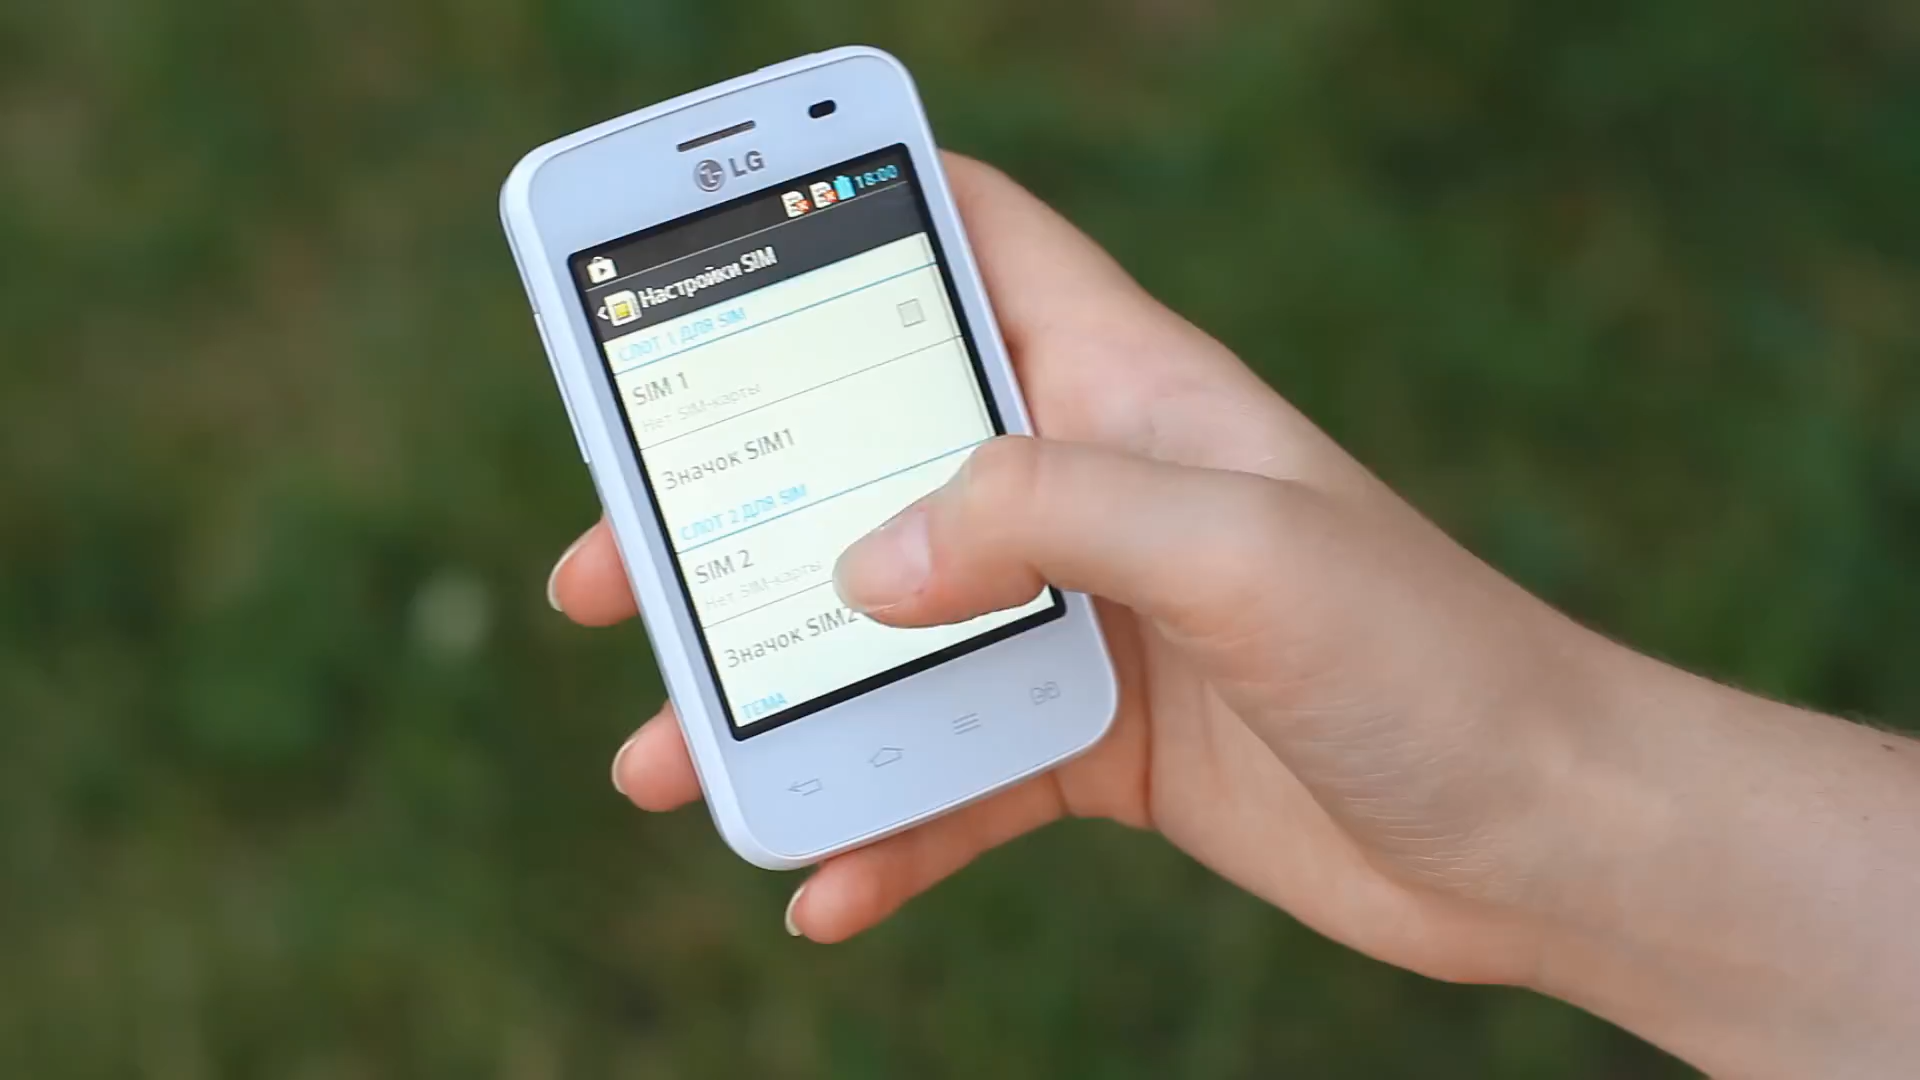 LG
18:00
Настройки SIM
СЛОТ 1 ДЛЯ SIM
SIM 1
Нет SIM-карты
Значок SIM1
СЛОТ 2 ДЛЯ SIM
SIM 2
Нет SIM-карты
Значок SIM2
ТЕМА